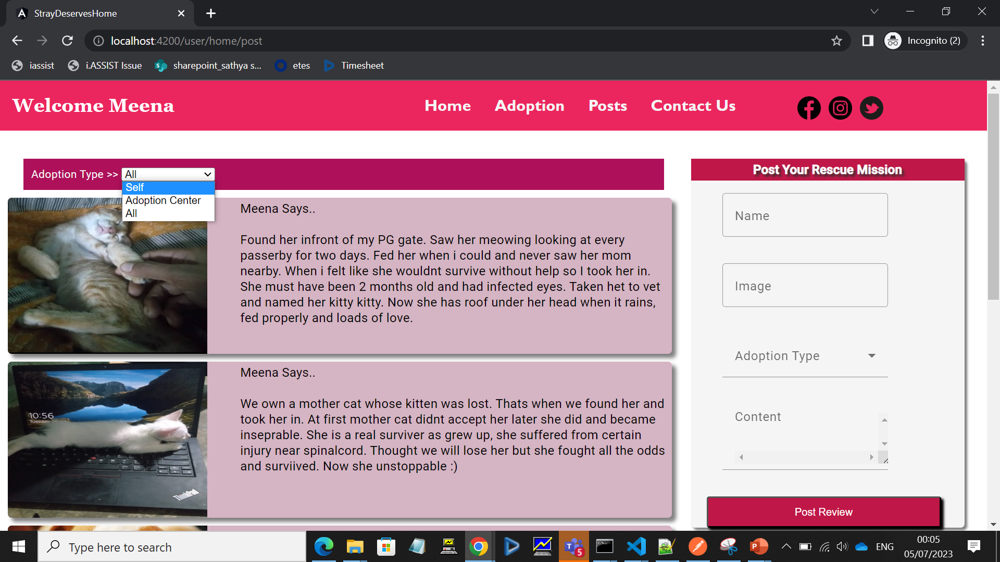 StrayDeservesHome
localhost:4200/user/home/post
Incognito (2)
iassist
i.ASSIST Issue
sharepoint_sathya s...
etes
Timesheet
Welcome Meena
Home
Adoption
Posts
Contact Us
Adoption Type >> All
Self
Adoption Center
All
Meena Says..
Found her infront of my PG gate. Saw her meowing looking at every
passerby for two days. Fed her when i could and never saw her mom
nearby. When i felt like she wouldnt survive without help so I took her in.
She must have been 2 months old and had infected eyes. Taken het to vet
and named her kitty kitty. Now she has roof under her head when it rains,
fed properly and loads of love.
10:56
Tuesday
ThinkPad
Meena Says..
We own a mother cat whose kitten was lost. Thats when we found her and
took her in. At first mother cat didnt accept her later she did and became
inseprable. She is a real surviver as grew up, she suffered from certain
injury near spinalcord. Thought we will lose her but she fought all the odds
and surviived. Now she unstoppable :)
Post Your Rescue Mission
Name
Image
Adoption Type
Content
Post Review
Type here to search
5
ENG
00:05
05/07/2023